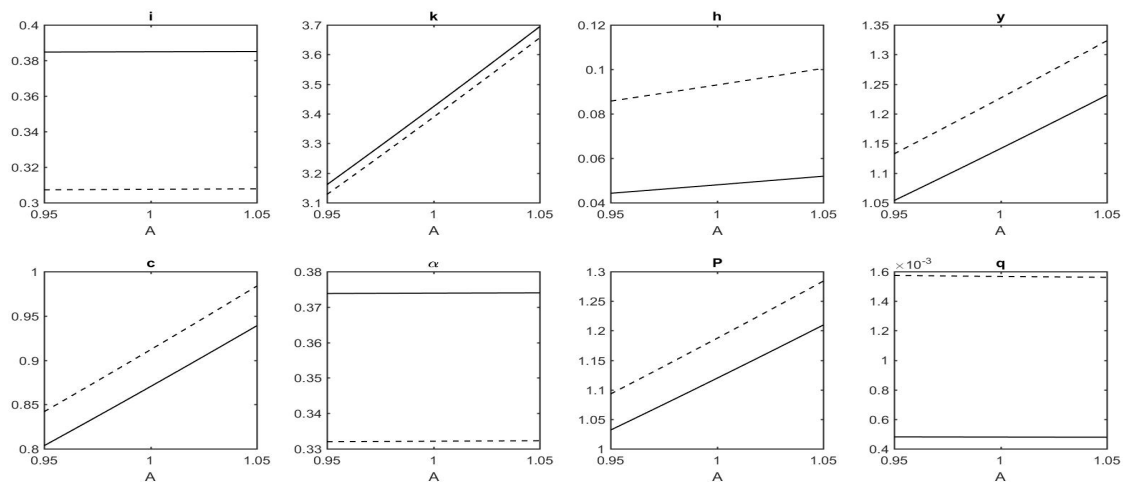 i k h y
0.4 3.7 0.12 1.35
0.38 3.6 0.1 1.3
0.36 3.5 0.08 1.25
0.34 3.4 0.06 1.2
0.32 3.3 0.04 1.15
0.3 3.2 1.1
3.1 1.05
0.95 1 1.05 0.95 1 1.05 0.95 1 1.05 0.95 1 1.05
A A A A
c α P q
×10⁻³
1 0.38 1.3 1.6
0.95 0.37 1.25 1.4
0.9 0.36 1.2 1.2
0.85 0.35 1.15 1
0.8 0.34 1.1 0.8
0.33 1.05 0.6
1 0.4
0.95 1 1.05 0.95 1 1.05 0.95 1 1.05 0.95 1 1.05
A A A A